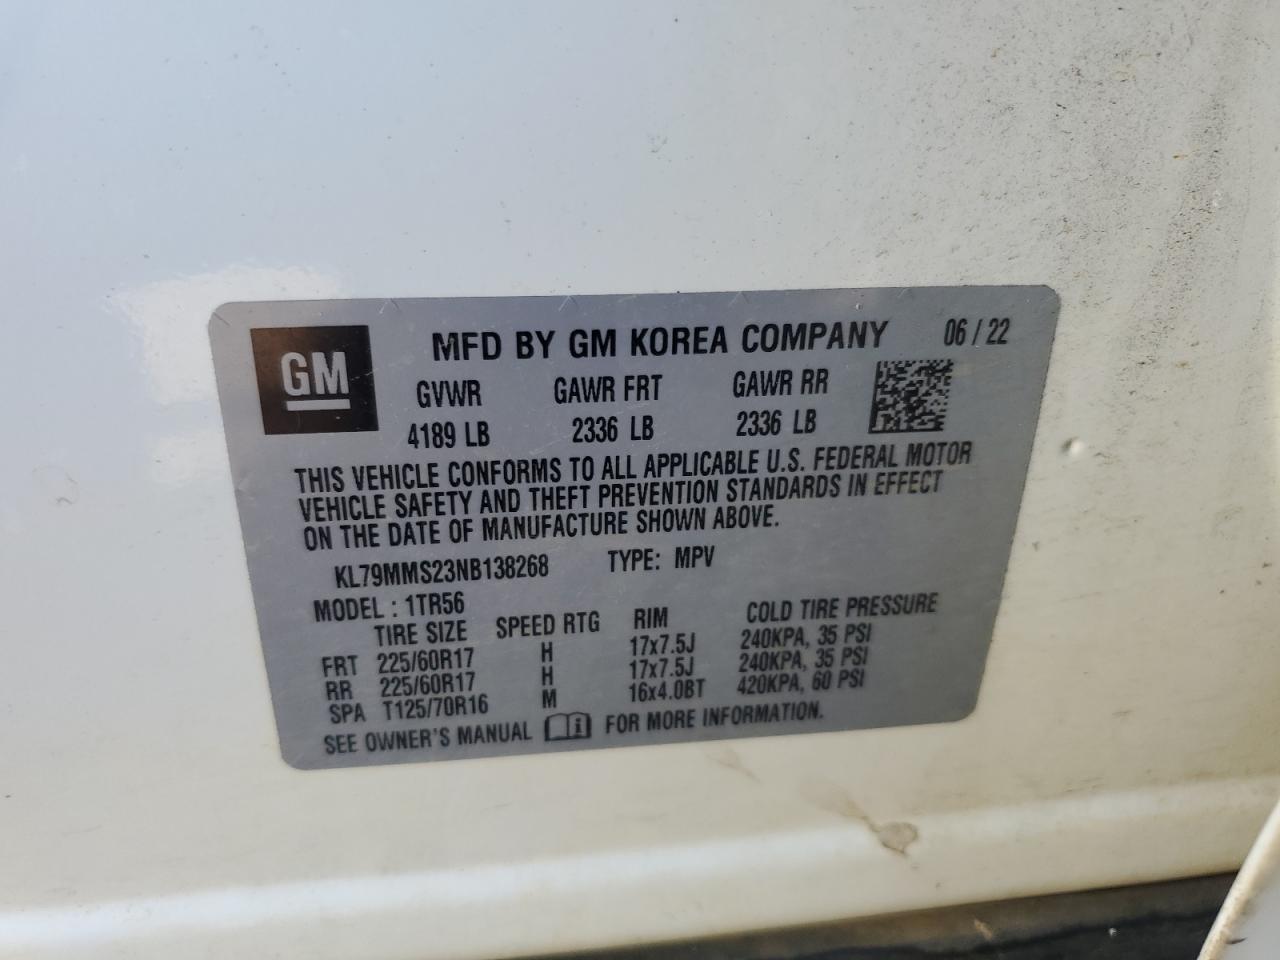 GM
MFD BY GM KOREA COMPANY 06 / 22
GVWR GAWR FRT GAWR RR
4189 LB 2336 LB 2336 LB
THIS VEHICLE CONFORMS TO ALL APPLICABLE U.S. FEDERAL MOTOR
VEHICLE SAFETY AND THEFT PREVENTION STANDARDS IN EFFECT
ON THE DATE OF MANUFACTURE SHOWN ABOVE.
KL79MMS23NB138268 TYPE: MPV
MODEL : 1TR56
TIRE SIZE SPEED RTG RIM COLD TIRE PRESSURE
FRT 225/60R17 H 17x7.5J 240KPA, 35 PSI
RR 225/60R17 H 17x7.5J 240KPA, 35 PSI
SPA T125/70R16 M 16x4.0BT 420KPA, 60 PSI
SEE OWNER'S MANUAL i FOR MORE INFORMATION.